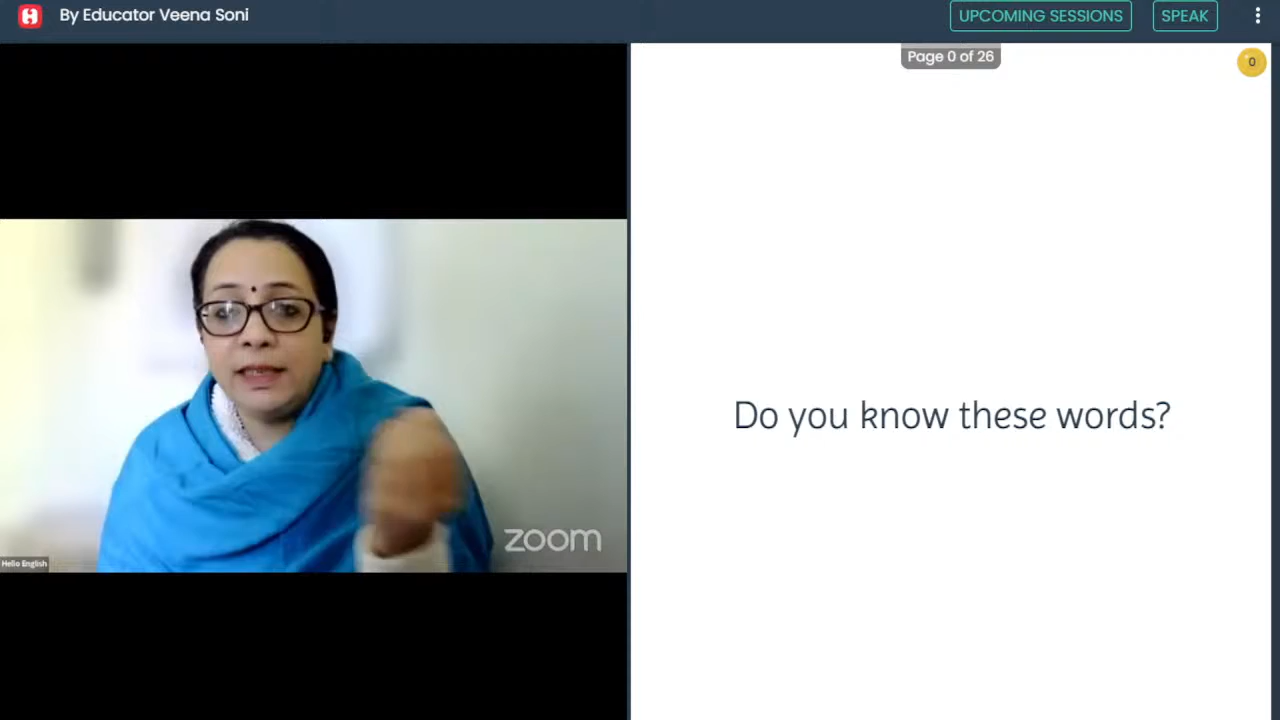 By Educator Veena Soni
UPCOMING SESSIONS
SPEAK
Page 0 of 26
0
Do you know these words?
zoom
Hello English